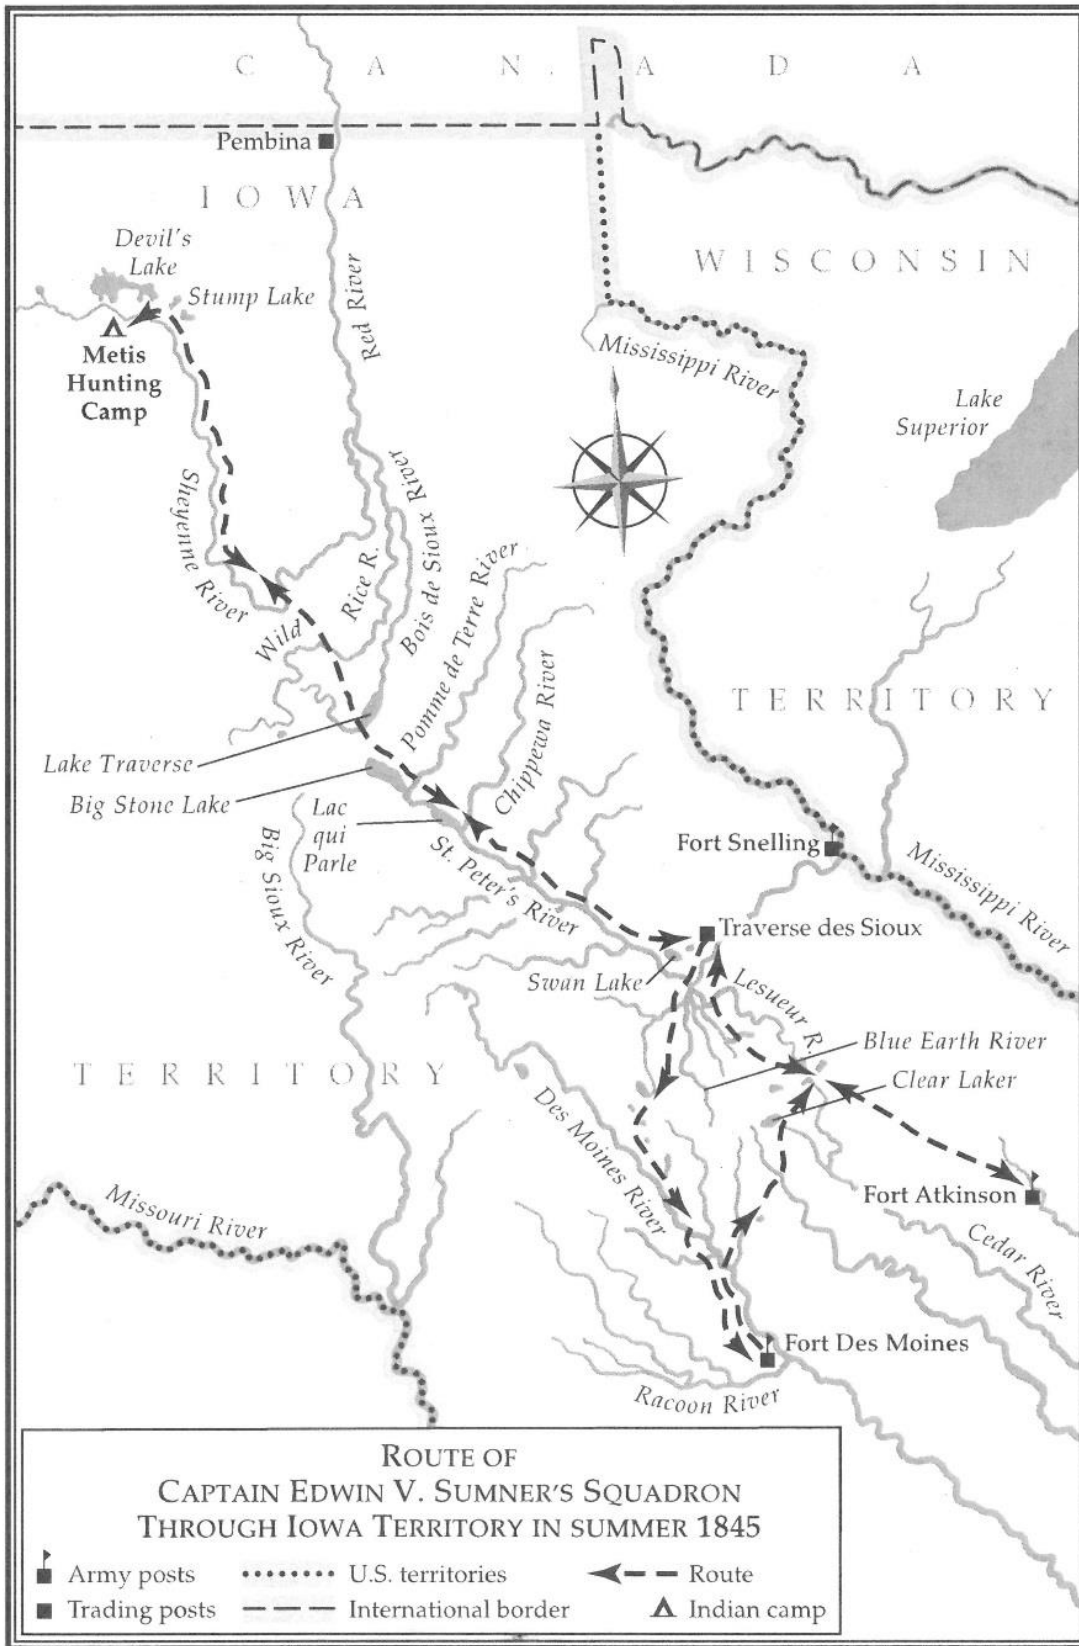 C A N A D A
Pembina
I O W A
Devil's
Lake
Stump Lake
Metis
Hunting
Camp
Red River
WISCONSIN
Mississippi River
Lake
Superior
Sheyenne River
Wild Rice R.
Bois de Sioux River
Pomme de Terre River
Chippewa River
TERRITORY
Lake Traverse
Big Stone Lake
Lac
qui
Parle
Big Sioux River
St. Peter's River
Fort Snelling
Mississippi River
Traverse des Sioux
Swan Lake
Lesueur R.
Blue Earth River
Clear Laker
TERRITORY
Des Moines River
Missouri River
Fort Atkinson
Cedar River
Fort Des Moines
Racoon River
ROUTE OF
CAPTAIN EDWIN V. SUMNER'S SQUADRON
THROUGH IOWA TERRITORY IN SUMMER 1845
Army posts
U.S. territories
Route
Trading posts
International border
Indian camp